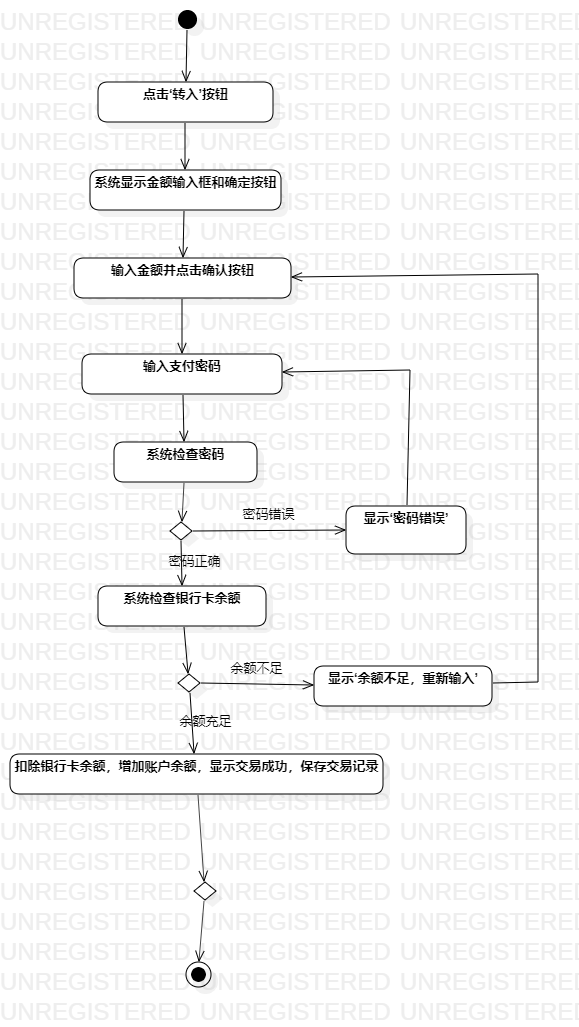 点击‘转入’按钮
系统显示金额输入框和确定按钮
输入金额并点击确认按钮
输入支付密码
系统检查密码
密码错误
显示‘密码错误’
密码正确
系统检查银行卡余额
余额不足
显示‘余额不足，重新输入’
余额充足
扣除银行卡余额，增加账户余额，显示交易成功，保存交易记录
UNREGISTERED